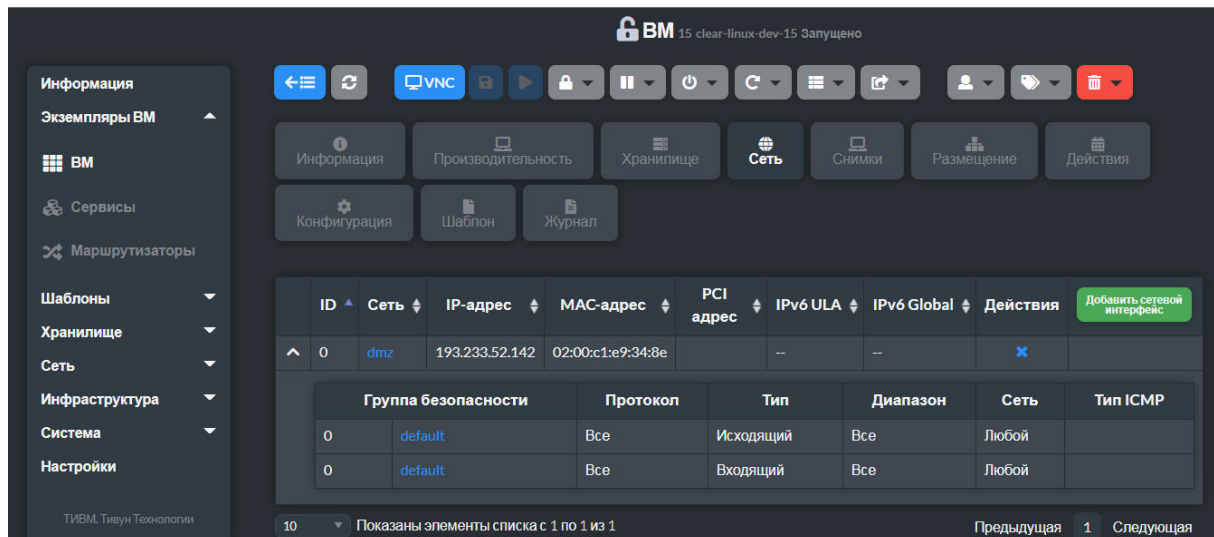 ВМ 15 clear-linux-dev-15 Запущено
Информация
Экземпляры ВМ
ВМ
Сервисы
Маршрутизаторы
Шаблоны
Хранилище
Сеть
Инфраструктура
Система
Настройки
ТИВМ. Тивун Технологии
VNC
Информация Производительность Хранилище Сеть Снимки Размещение Действия
Конфигурация Шаблон Журнал
ID Сеть IP-адрес MAC-адрес PCI адрес IPv6 ULA IPv6 Global Действия Добавить сетевой интерфейс
0 dmz 193.233.52.142 02:00:c1:e9:34:8e -- --
Группа безопасности Протокол Тип Диапазон Сеть Тип ICMP
0 default Все Исходящий Все Любой
0 default Все Входящий Все Любой
10 Показаны элементы списка с 1 по 1 из 1 Предыдущая 1 Следующая